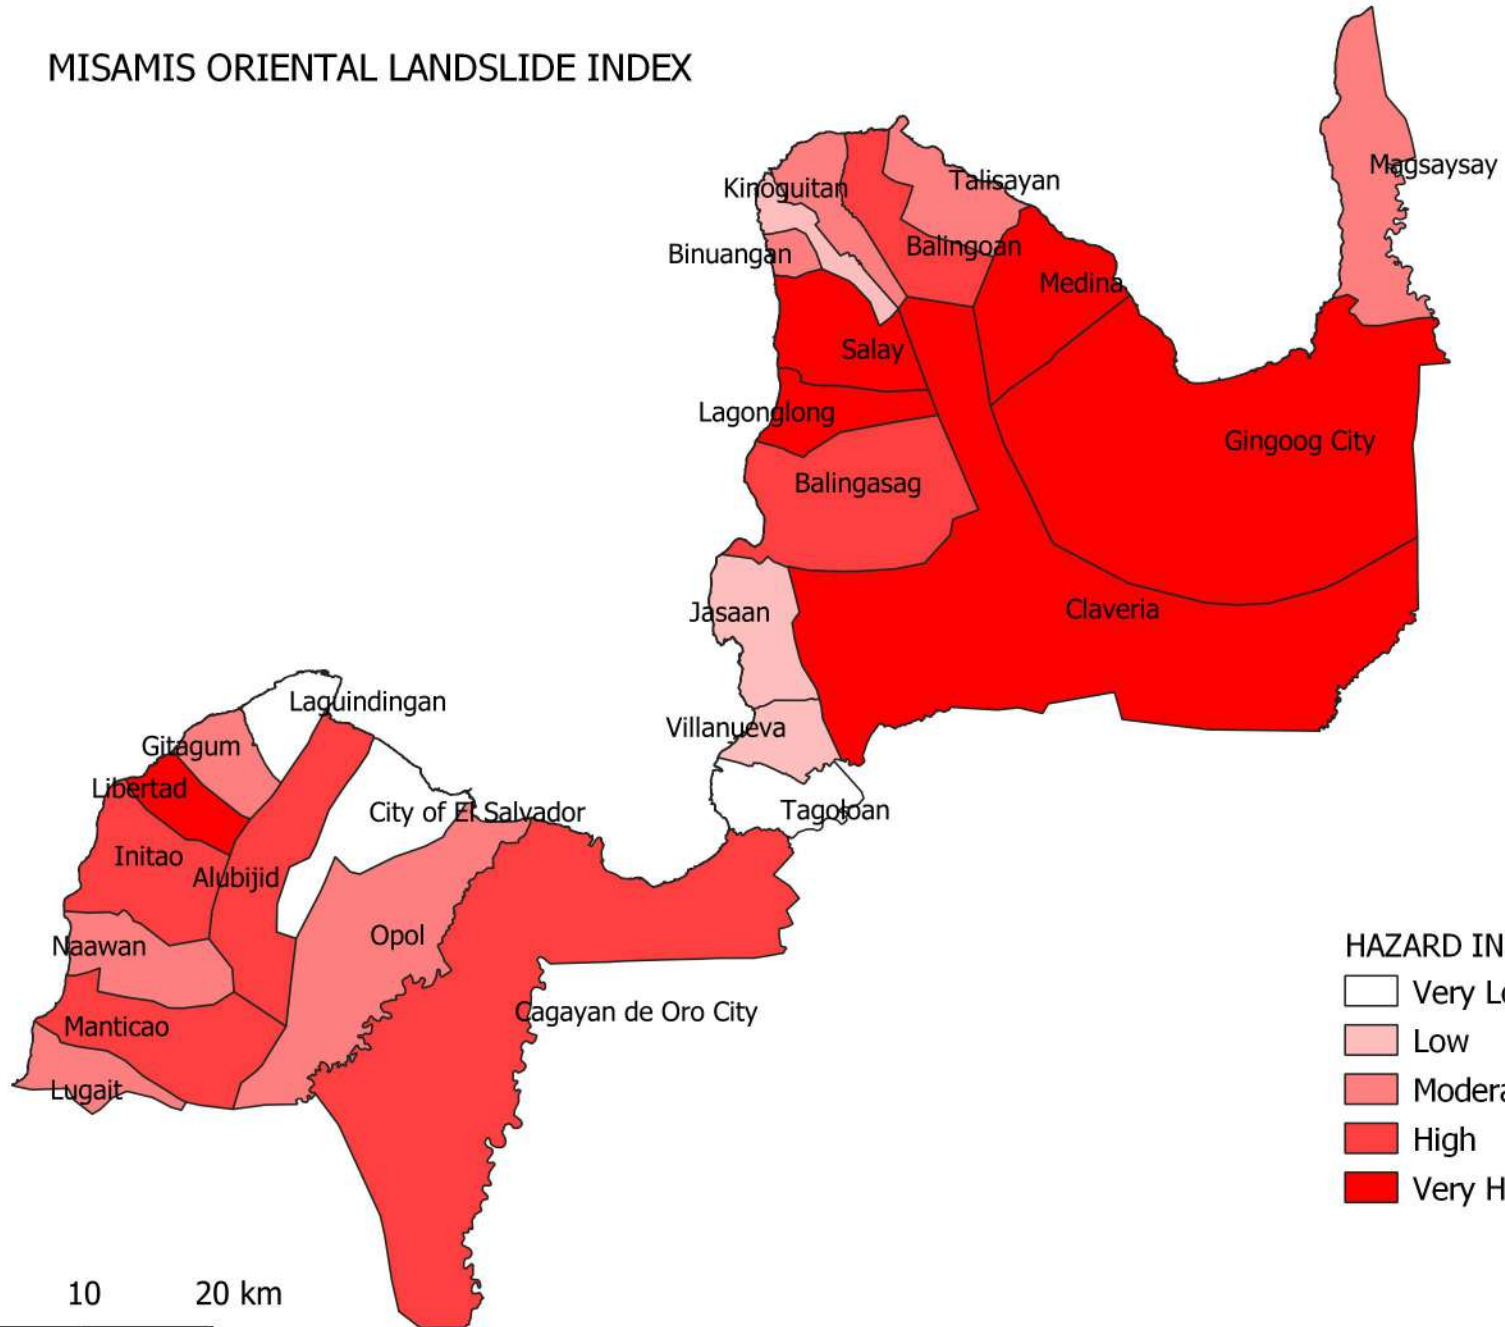 MISAMIS ORIENTAL LANDSLIDE INDEX
Magsaysay
Kinoguitan
Talisayan
Binuangan
Balingoan
Medina
Salay
Lagonglong
Gingoog City
Balingasag
Jasaan
Claveria
Laguindingan
Villanueva
Gitagum
Libertad
City of El Salvador
Tagoloan
Initao
Alubijid
Opol
Naawan
Cagayan de Oro City
Manticao
Lugait
HAZARD IN
Very Lo
Low
Modera
High
Very H
10 20 km